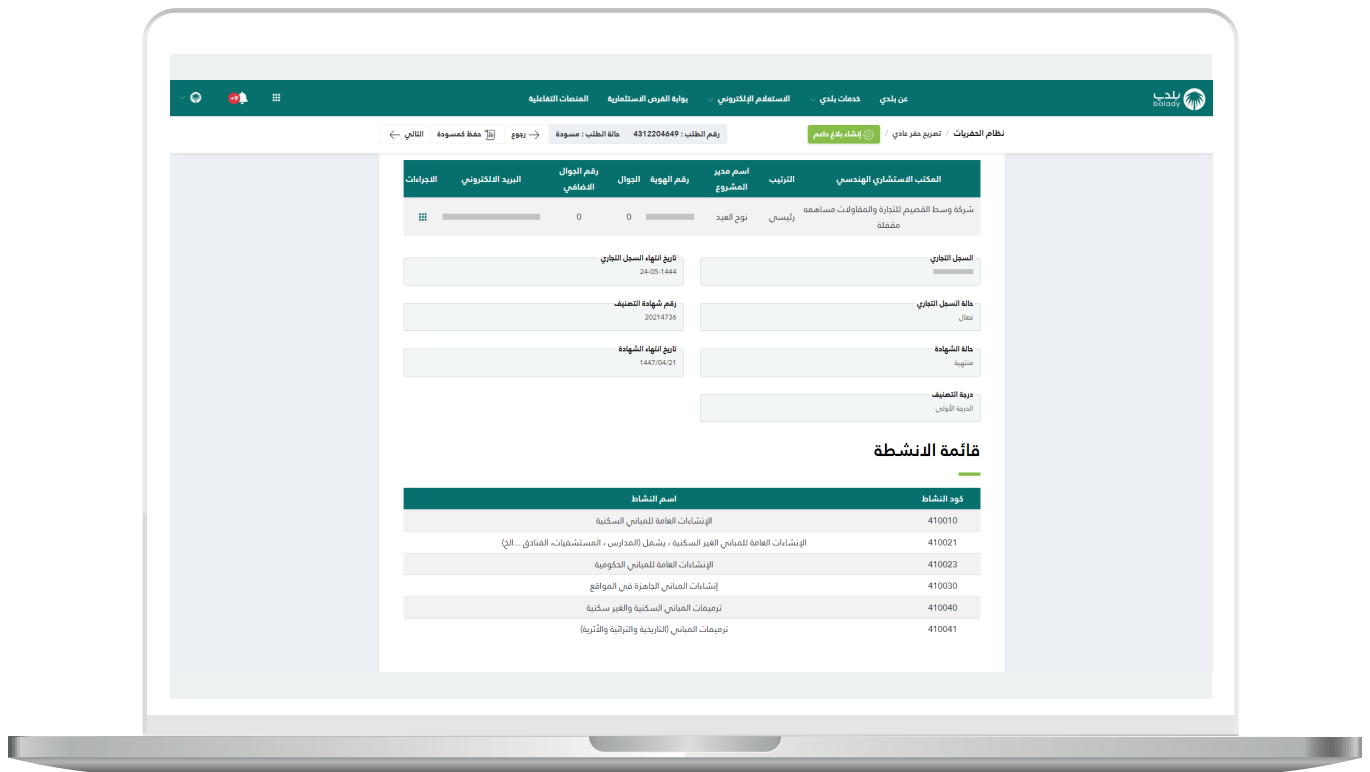 بلدي
balady
عن بلدي
خدمات بلدي
الاستعلام الإلكتروني
بوابة الفرص الاستثمارية
المنصات التفاعلية
+9
نظام الحفريات / تصريح حفر عادي /
إنشاء بلاغ داعم
رقم الطلب : 4312204649 حالة الطلب : مسودة
رجوع
حفظ كمسودة
التالي
المكتب الاستشاري الهندسي
الترتيب
اسم مدير
المشروع
رقم الهوية
الجوال
رقم الجوال
الاضافي
البريد الالكتروني
الاجراءات
شركة وسط القصيم للتجارة والمقاولات مساهمه
مقفلة
رئيسي
نوح العيد
0
0
السجل التجاري
تاريخ انتهاء السجل التجاري
24-05-1444
حالة السجل التجاري
فعال
رقم شهادة التصنيف
20214736
حالة الشهادة
منتهية
تاريخ انتهاء الشهادة
1447/04/21
درجة التصنيف
الدرجة الأولى
قائمة الانشطة
كود النشاط
اسم النشاط
410010
الإنشاءات العامة للمباني السكنية
410021
الإنشاءات العامة للمباني الغير السكنية ، يشمل (المدارس ، المستشفيات، الفنادق ...الخ)
410023
الإنشاءات العامة للمباني الحكومية
410030
إنشاءات المباني الجاهزة في المواقع
410040
ترميمات المباني السكنية والغير سكنية
410041
ترميمات المباني (التاريخية والتراثية والأثرية)